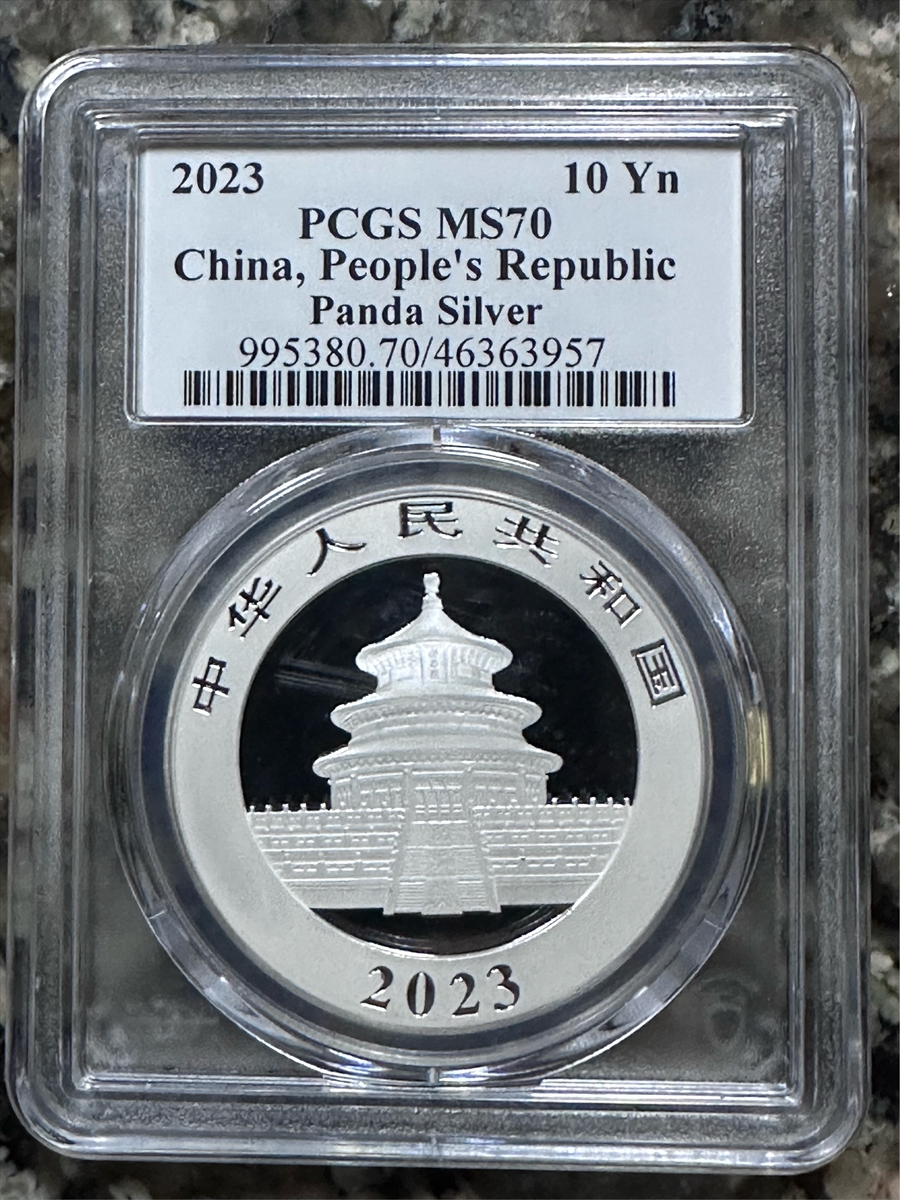 2023 10 Yn
PCGS MS70
China, People's Republic
Panda Silver
995380.70/46363957
中华人民共和国
2023